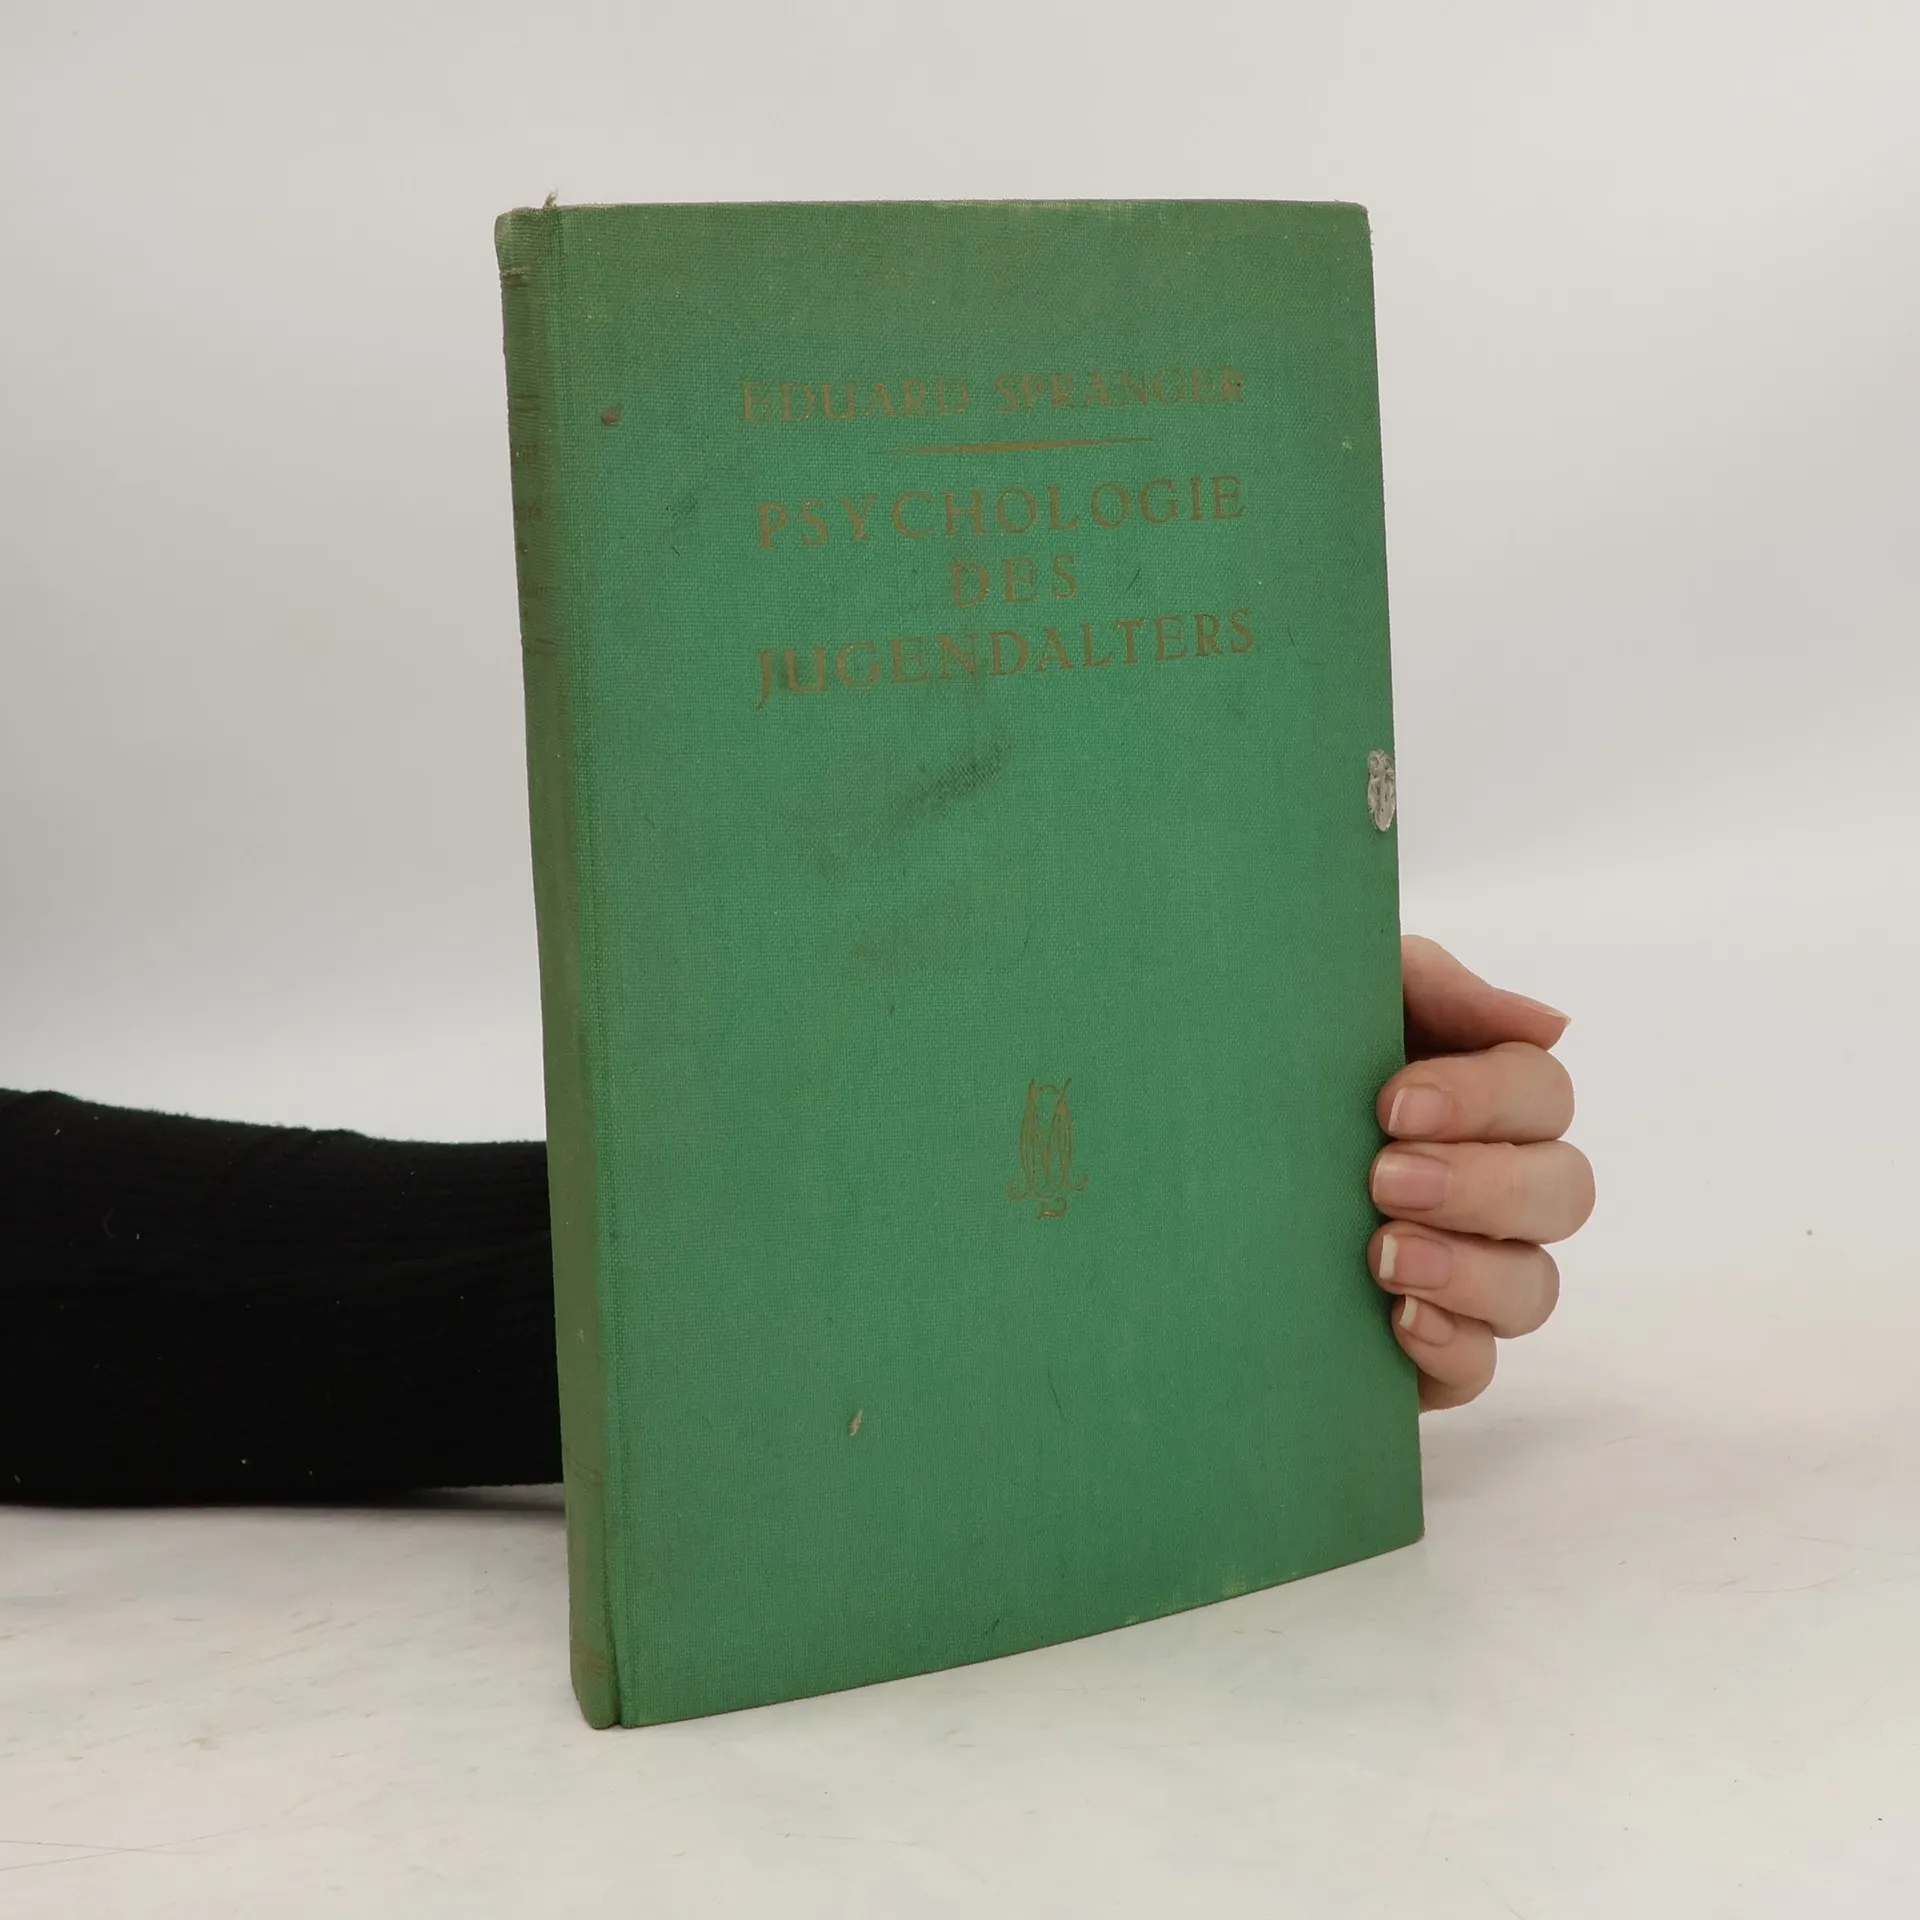 EDUARD SPRANGER
PSYCHOLOGIE
DES
JUGENDALTERS